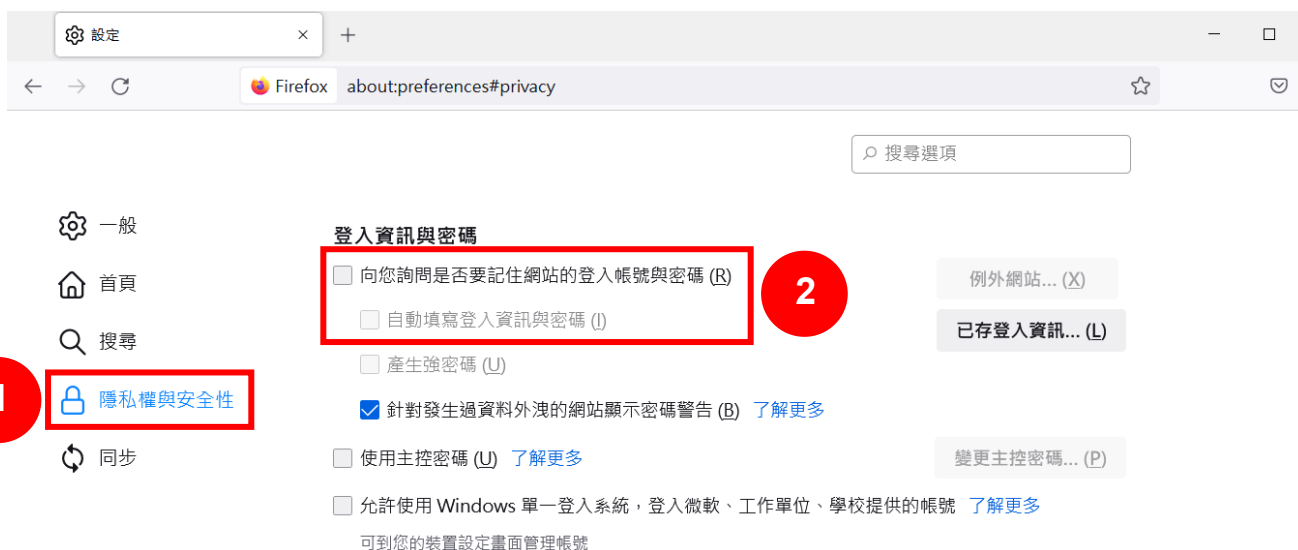 設定
Firefox about:preferences#privacy
搜尋選項
一般
首頁
搜尋
1
隱私權與安全性
同步
登入資訊與密碼
向您詢問是否要記住網站的登入帳號與密碼 (R)
2
例外網站... (X)
自動填寫登入資訊與密碼 (I)
已存登入資訊... (L)
產生強密碼 (U)
針對發生過資料外洩的網站顯示密碼警告 (B) 了解更多
使用主控密碼 (U) 了解更多
變更主控密碼... (P)
允許使用 Windows 單一登入系統，登入微軟、工作單位、學校提供的帳號 了解更多
可到您的裝置設定畫面管理帳號